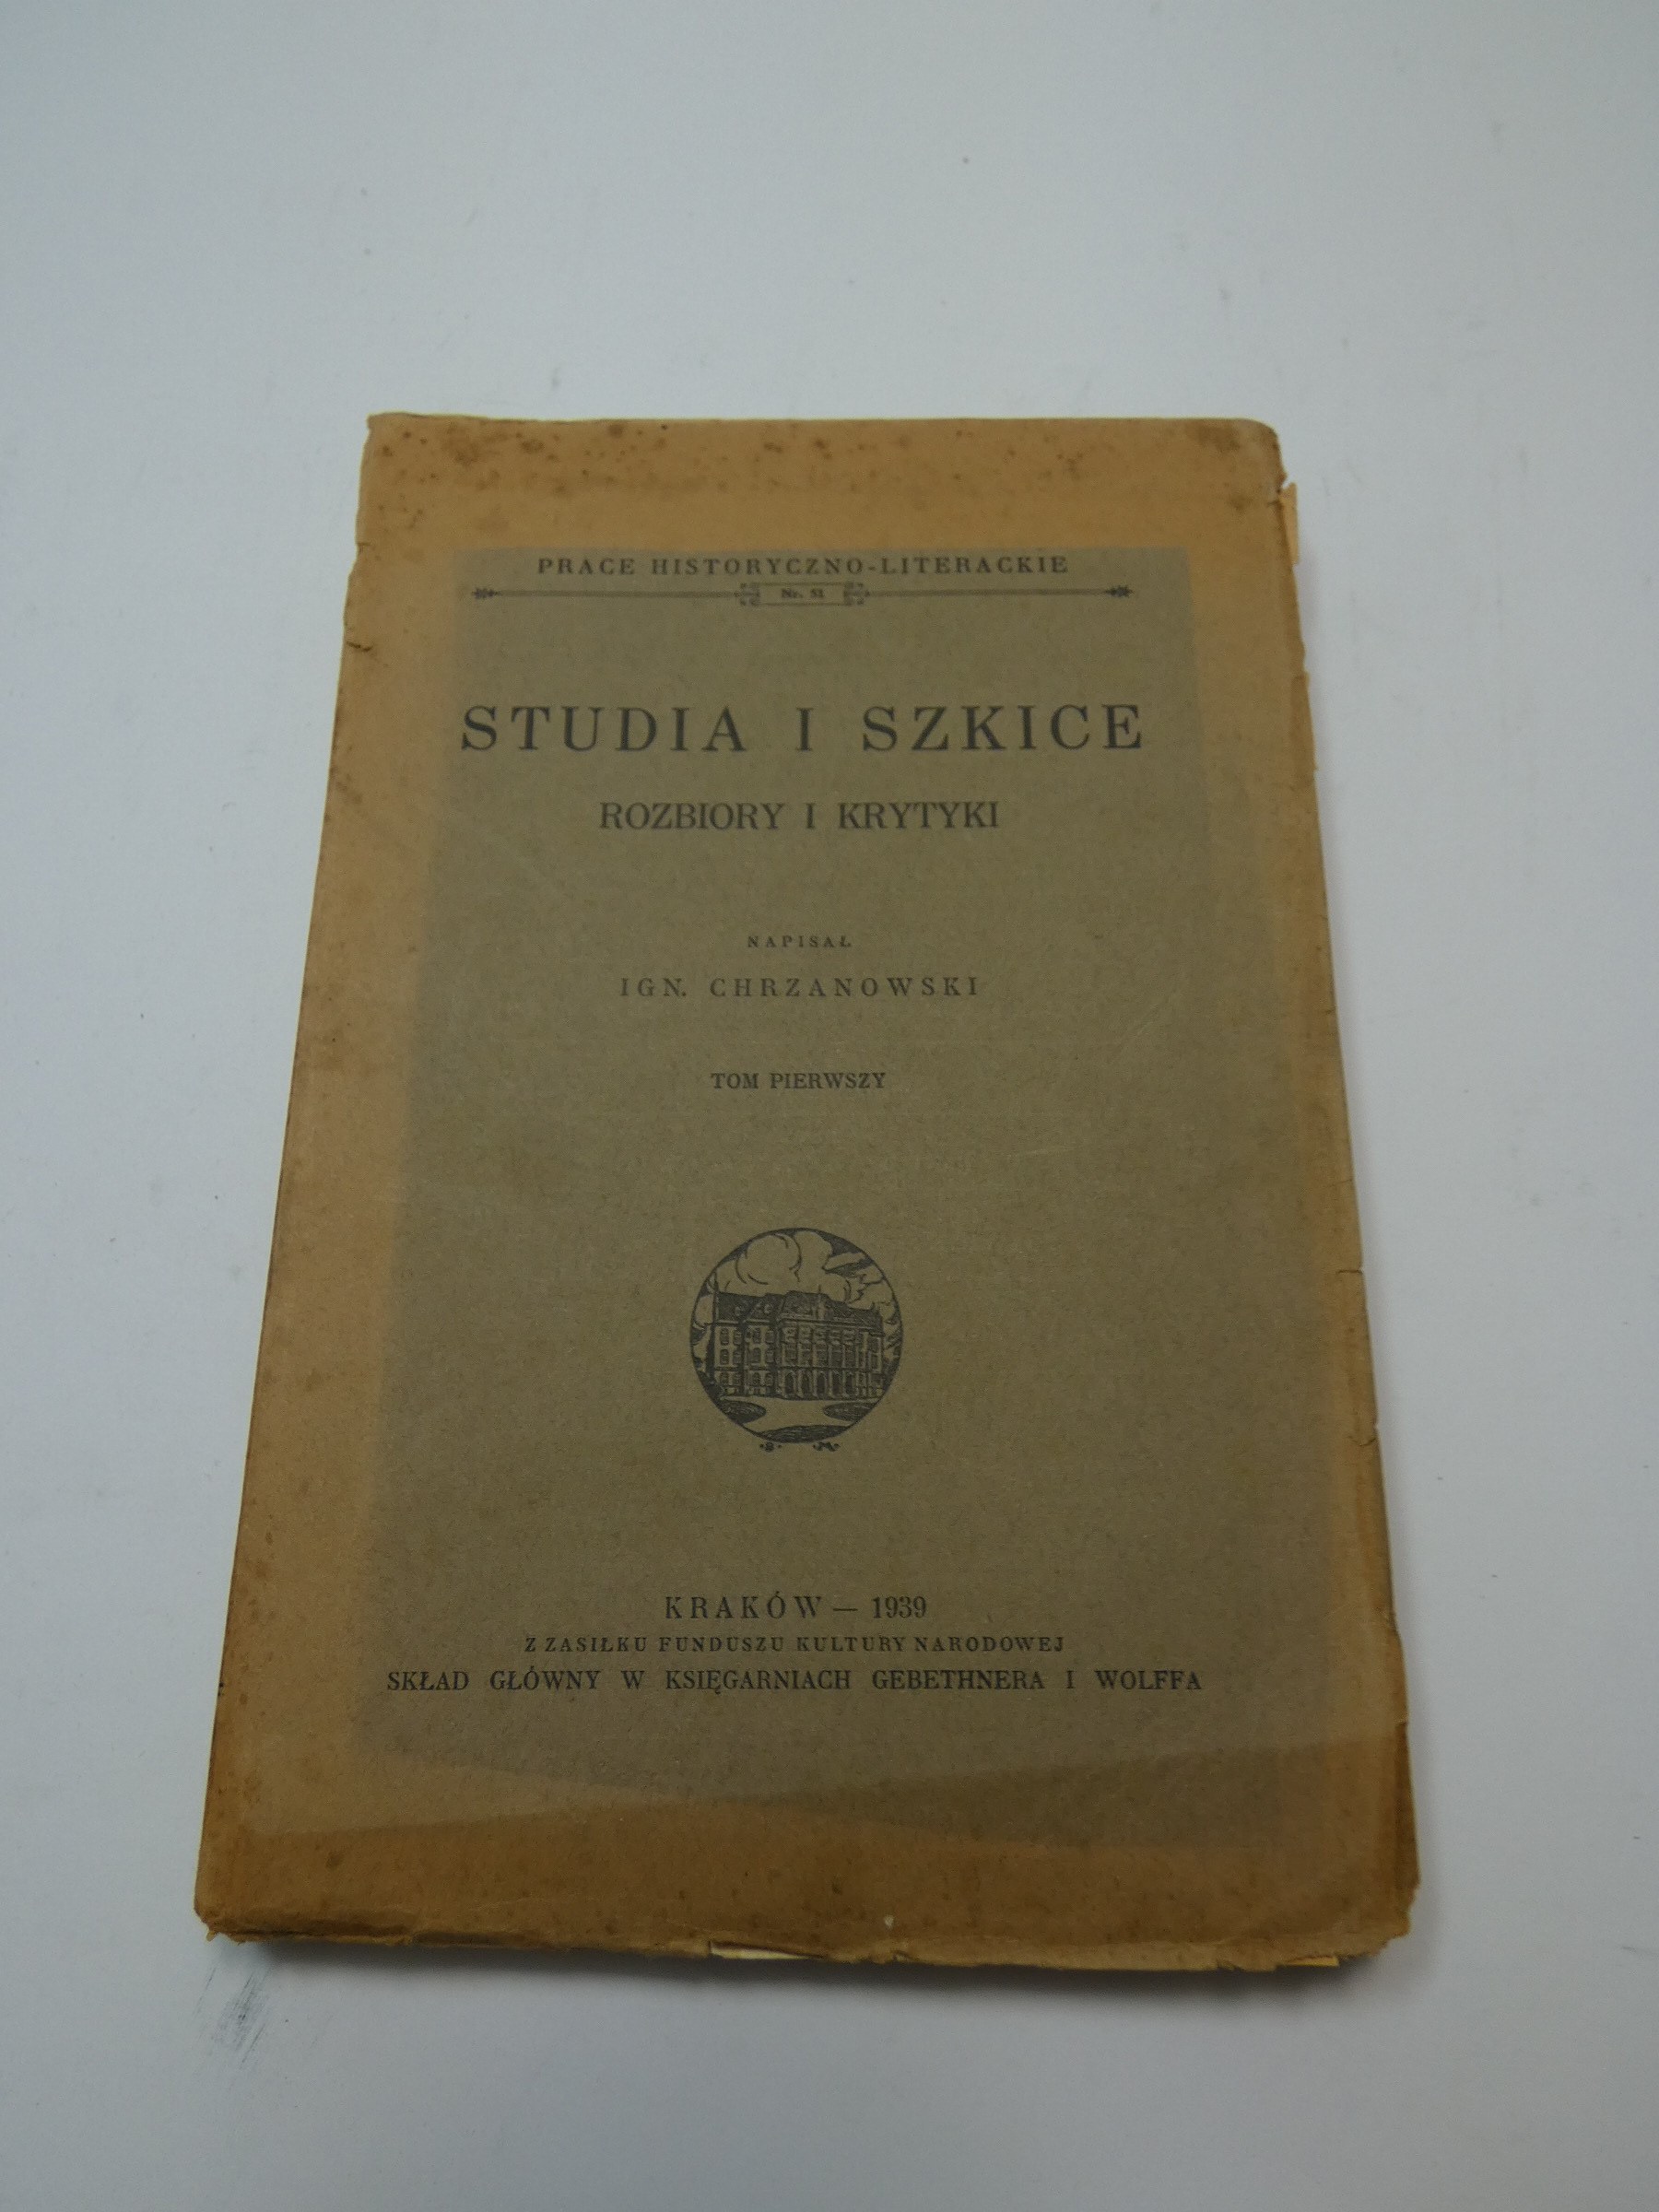 PRACE HISTORYCZNO-LITERACKIE
Nr. 51
STUDIA I SZKICE
ROZBIORY I KRYTYKI
NAPISAŁ
IGN. CHRZANOWSKI
TOM PIERWSZY
S M
KRAKÓW — 1939
Z ZASIŁKU FUNDUSZU KULTURY NARODOWEJ
SKŁAD GŁÓWNY W KSIĘGARNIACH GEBETHNERA I WOLFFA